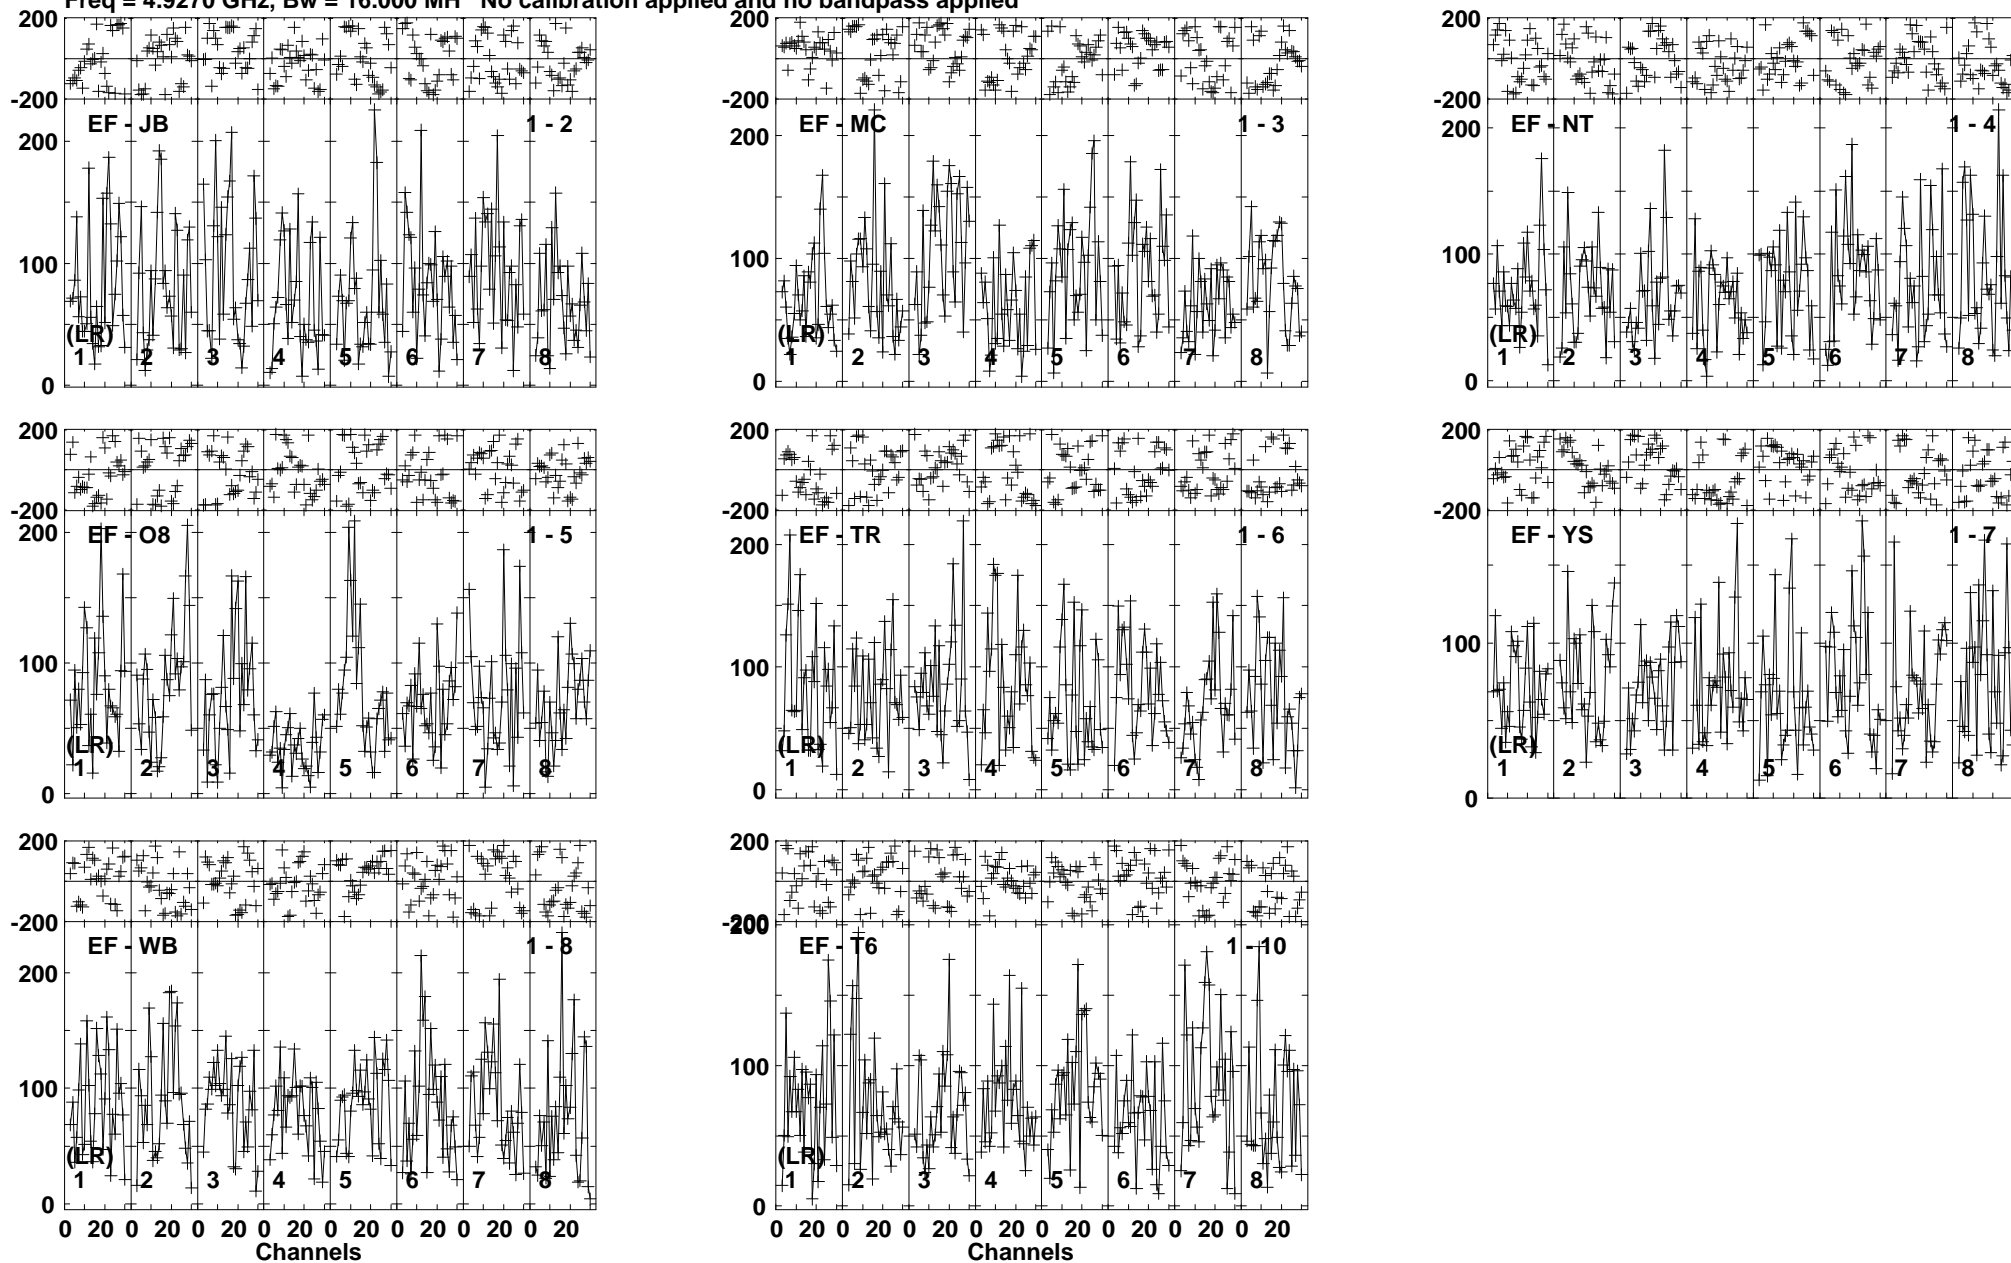 Freq = 4.9270 GHz, Bw = 16.000 MH No calibration applied and no bandpass applied
200 200 200
-200 -200 -200
EF - JB 1 - 2 EF - MC 1 - 3 EF - NT 1 - 4
200 200 200
100 100 100
(LR) (LR) (LR)
1 2 3 4 5 6 7 8 1 2 3 4 5 6 7 8 1 2 3 4 5 6 7 8
0 0 0
200 200 200
-200 -200 -200
EF - O8 1 - 5 EF - TR 1 - 6 EF - YS 1 - 7
200 200
100 100 100
(LR) (LR) (LR)
1 2 3 4 5 6 7 8 1 2 3 4 5 6 7 8 1 2 3 4 5 6 7 8
0 0 0
200 200
-200 -200
EF - WB 1 - 8 EF - T6 1 - 10
200 200
100 100
(LR) (LR)
1 2 3 4 5 6 7 8 1 2 3 4 5 6 7 8
0 0
0 20 0 20 0 20 0 20 0 20 0 20 0 20 0 20 0 20 0 20 0 20 0 20 0 20 0 20 0 20 0 20
Channels Channels